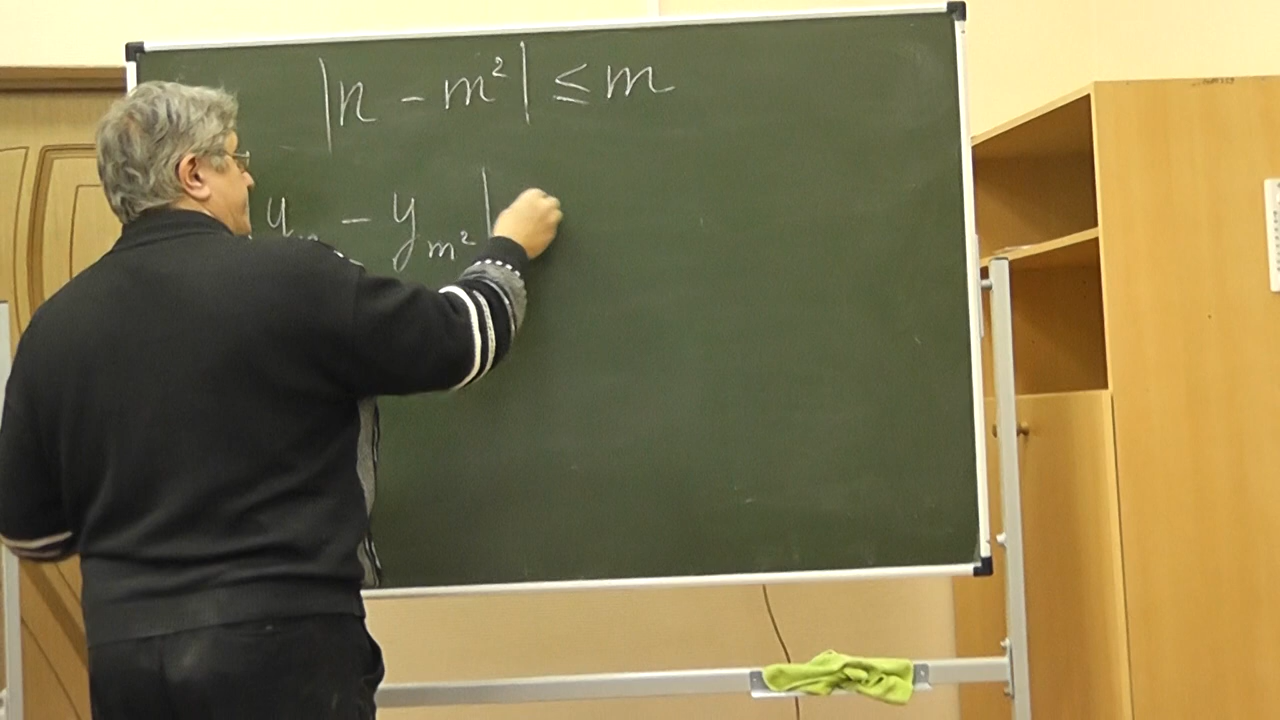 |n - m²| ≤ m
y - y_{m²}|